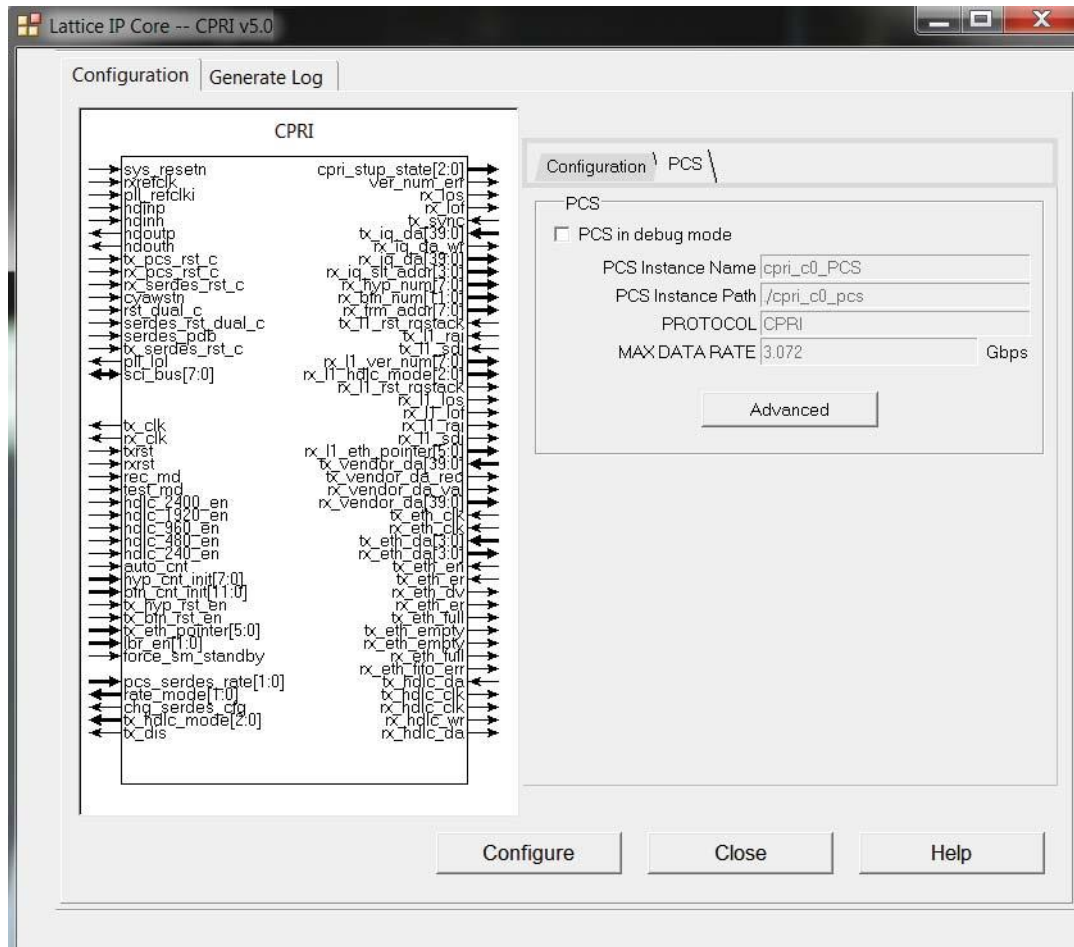 Lattice IP Core -- CPRI v5.0
Configuration
Generate Log
CPRI
sys_resetn
rxrefclk
pll_refclki
hdinp
hdinn
hdoutp
hdoutn
tx_pcs_rst_c
rx_pcs_rst_c
rx_serdes_rst_c
cyawstn
rst_dual_c
serdes_rst_dual_c
serdes_pdb
tx_serdes_rst_c
pll_lol
sci_bus[7:0]
tx_clk
rx_clk
txrst
rxrst
rec_md
test_md
hdlc_2400_en
hdlc_1920_en
hdlc_960_en
hdlc_480_en
hdlc_240_en
auto_cnt
hyp_cnt_init[7:0]
bfn_cnt_init[11:0]
tx_hyp_rst_en
tx_bfn_rst_en
tx_eth_pointer[5:0]
lbr_en[1:0]
force_sm_standby
pcs_serdes_rate[1:0]
rate_mode[1:0]
chg_serdes_cfg
tx_hdlc_mode[2:0]
tx_dis
cpri_stup_state[2:0]
ver_num_err
rx_los
rx_lof
tx_sync
tx_iq_da[39:0]
rx_iq_da_wr
rx_iq_da[39:0]
rx_iq_slt_addr[3:0]
rx_hyp_num[7:0]
rx_bfn_num[11:0]
rx_frm_addr[7:0]
tx_l1_rst_rqstack
tx_l1_rai
tx_l1_sdi
rx_l1_ver_num[7:0]
rx_l1_hdlc_mode[2:0]
rx_l1_rst_rqstack
rx_l1_los
rx_l1_lof
rx_l1_rai
rx_l1_sdi
rx_l1_eth_pointer[5:0]
tx_vendor_da[39:0]
tx_vendor_da_req
rx_vendor_da_val
rx_vendor_da[39:0]
tx_eth_clk
rx_eth_clk
tx_eth_da[3:0]
rx_eth_da[3:0]
tx_eth_en
tx_eth_er
rx_eth_dv
rx_eth_er
tx_eth_full
tx_eth_empty
rx_eth_empty
rx_eth_full
rx_eth_fifo_err
tx_hdlc_da
tx_hdlc_clk
rx_hdlc_clk
rx_hdlc_wr
rx_hdlc_da
Configuration
PCS
PCS
PCS in debug mode
PCS Instance Name cpri_c0_PCS
PCS Instance Path ./cpri_c0_pcs
PROTOCOL CPRI
MAX DATA RATE 3.072 Gbps
Advanced
Configure
Close
Help